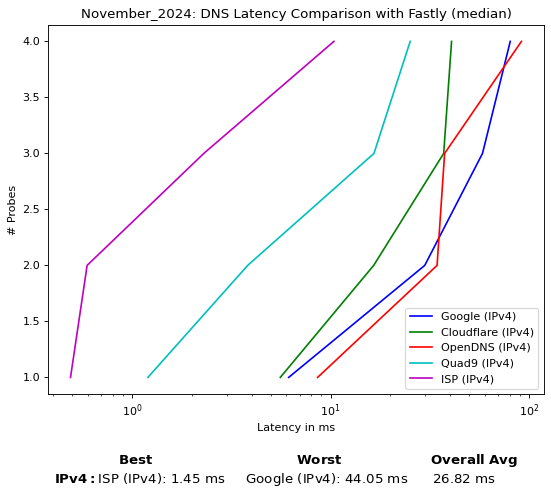 November_2024: DNS Latency Comparison with Fastly (median)
4.0
3.5
3.0
2.5
2.0
1.5
1.0
# Probes
Google (IPv4)
Cloudflare (IPv4)
OpenDNS (IPv4)
Quad9 (IPv4)
ISP (IPv4)
10⁰ 10¹ 10²
Latency in ms
Best Worst Overall Avg
IPv4: ISP (IPv4): 1.45 ms Google (IPv4): 44.05 ms 26.82 ms